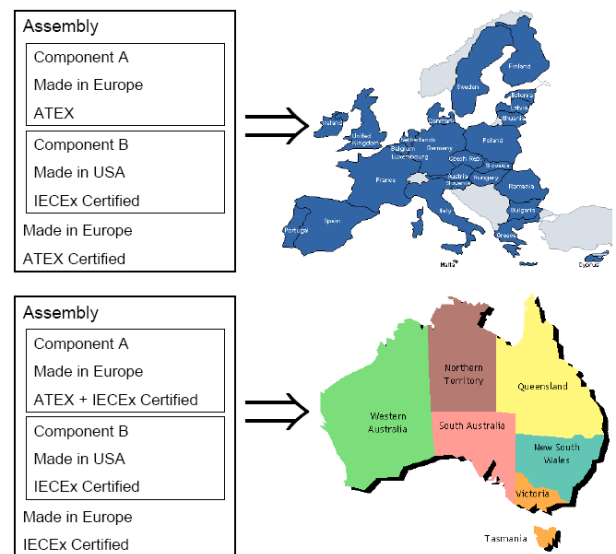 Assembly
Component A
Made in Europe
ATEX
Component B
Made in USA
IECEx Certified
Made in Europe
ATEX Certified
Finland
Sweden
Estonia
Latvia
Lithuania
Denmark
Ireland
United
Kingdom
Netherlands
Belgium
Luxembourg
Germany
Poland
Czech Rep.
Slovakia
France
Austria
Hungary
Slovenia
Romania
Italy
Bulgaria
Portugal
Spain
Greece
Malta
Cyprus
Assembly
Component A
Made in Europe
ATEX + IECEx Certified
Component B
Made in USA
IECEx Certified
Made in Europe
IECEx Certified
Northern
Territory
Queensland
Western
Australia
South Australia
New South
Wales
Victoria
Tasmania